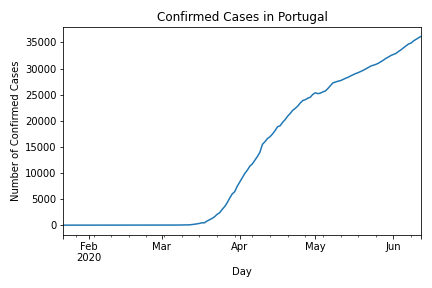 Confirmed Cases in Portugal
Number of Confirmed Cases
35000
30000
25000
20000
15000
10000
5000
0
Feb
2020
Mar
Apr
May
Jun
Day